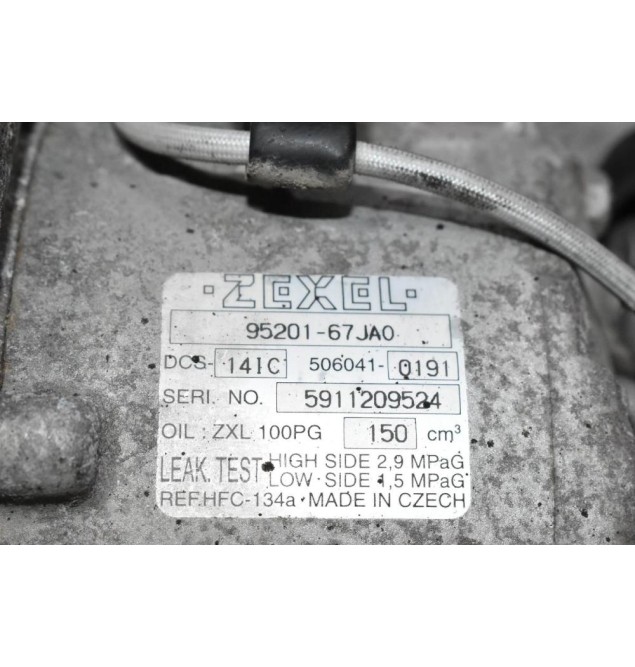 ·ZEXEL·
95201-67JA0
DCS-14IC 506041-0191
SERI. NO. 5911209524
OIL : ZXL 100PG 150 cm³
LEAK. TEST HIGH SIDE 2,9 MPaG
LOW · SIDE 1,5 MPaG
REF.HFC-134a · MADE IN CZECH